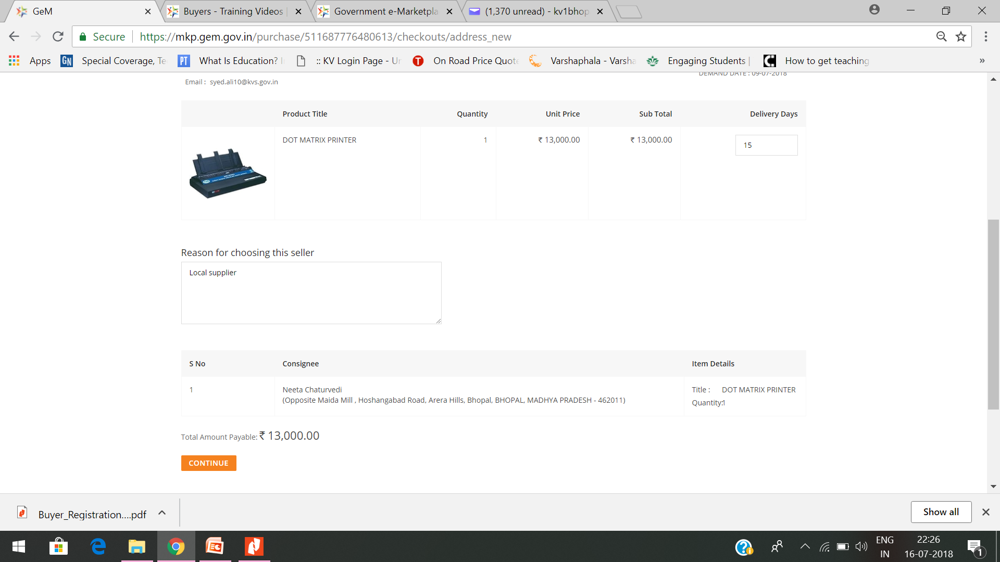 GeM
Buyers - Training Videos |
Government e-Marketpla
(1,370 unread) - kv1bhop
Secure
https://mkp.gem.gov.in/purchase/511687776480613/checkouts/address_new
Apps
GN
Special Coverage, Te
PT
What Is Education? I
:: KV Login Page - Un
T
On Road Price Quote
Varshaphala - Varsha
Engaging Students |
How to get teaching
»
Email : syed.ali10@kvs.gov.in
DEMAND DATE : 09-07-2018
Product Title Quantity Unit Price Sub Total Delivery Days
DOT MATRIX PRINTER 1 ₹ 13,000.00 ₹ 13,000.00 15
Reason for choosing this seller
Local supplier
S No Consignee Item Details
1 Neeta Chaturvedi Title : DOT MATRIX PRINTER
(Opposite Maida Mill , Hoshangabad Road, Arera Hills, Bhopal, BHOPAL, MADHYA PRADESH - 462011)
Quantity:1
Total Amount Payable: ₹ 13,000.00
CONTINUE
Buyer_Registration....pdf
Show all
ENG
IN
22:26
16-07-2018
1